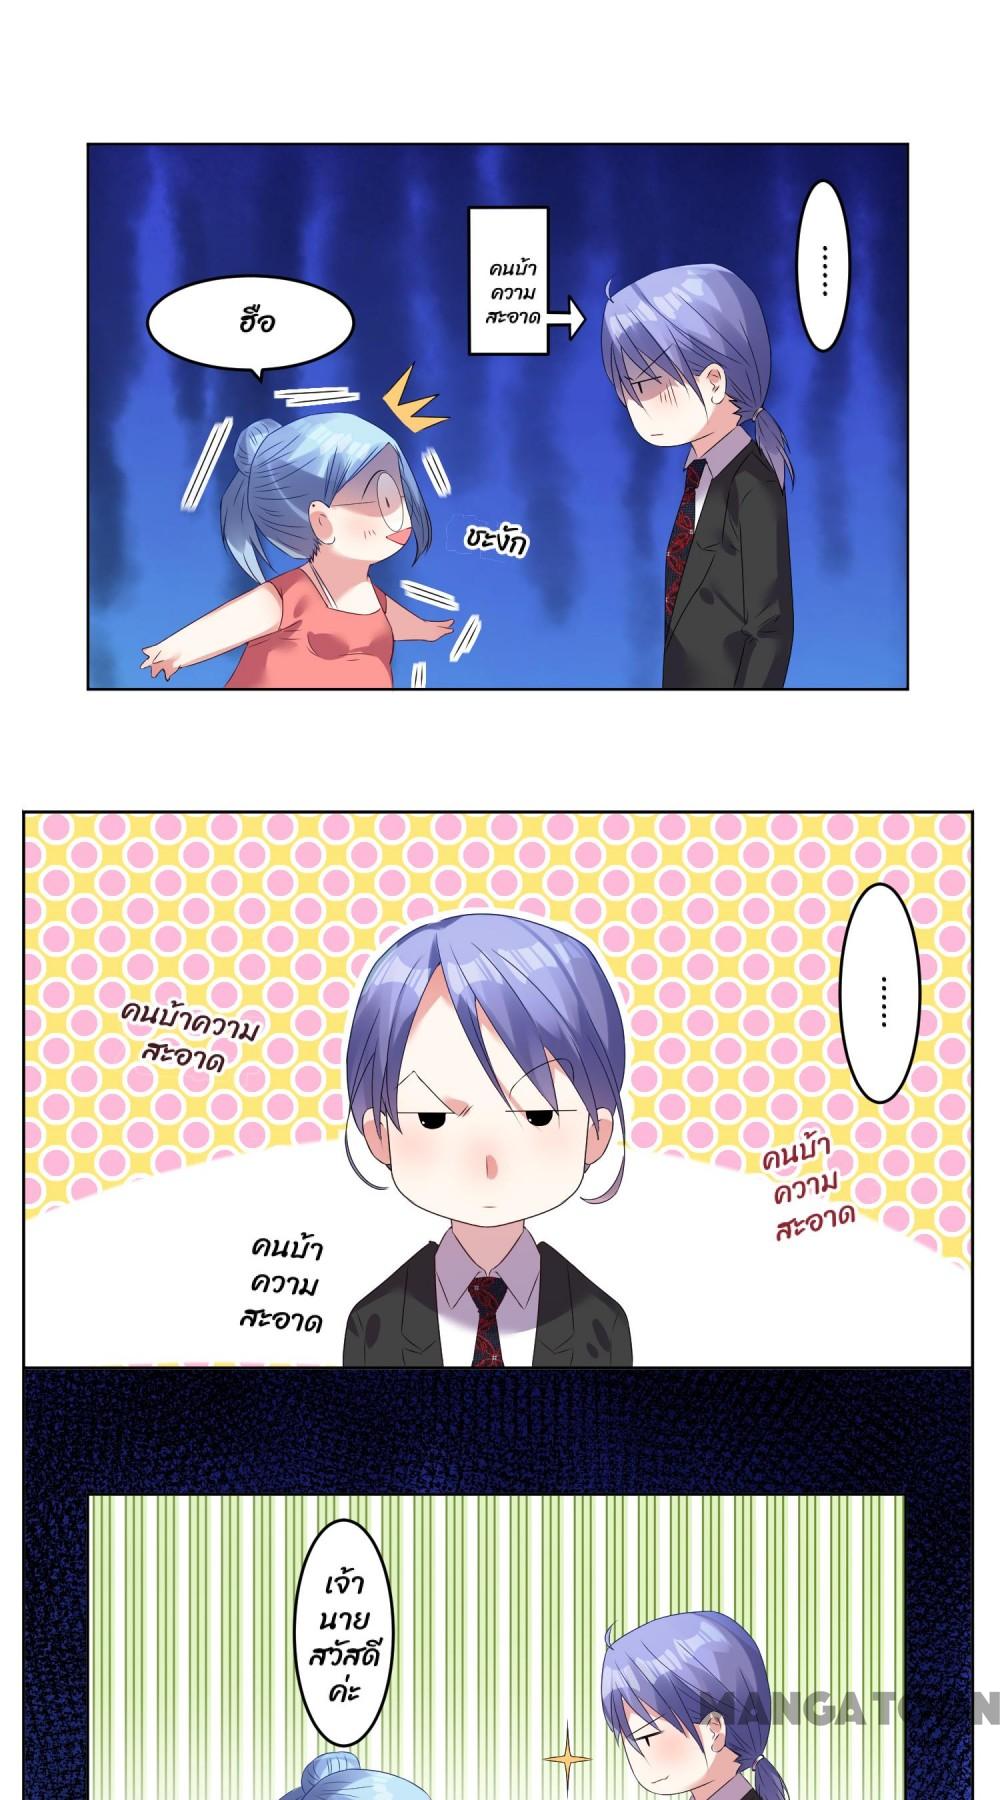 ......
คนบ้า
ความ
สะอาด
ฮือ
ชะงัก
......
คนบ้าความ
สะอาด
คนบ้า
ความ
สะอาด
คนบ้า
ความ
สะอาด
เจ้า
นาย
สวัสดี
ค่ะ
MANGATOWN